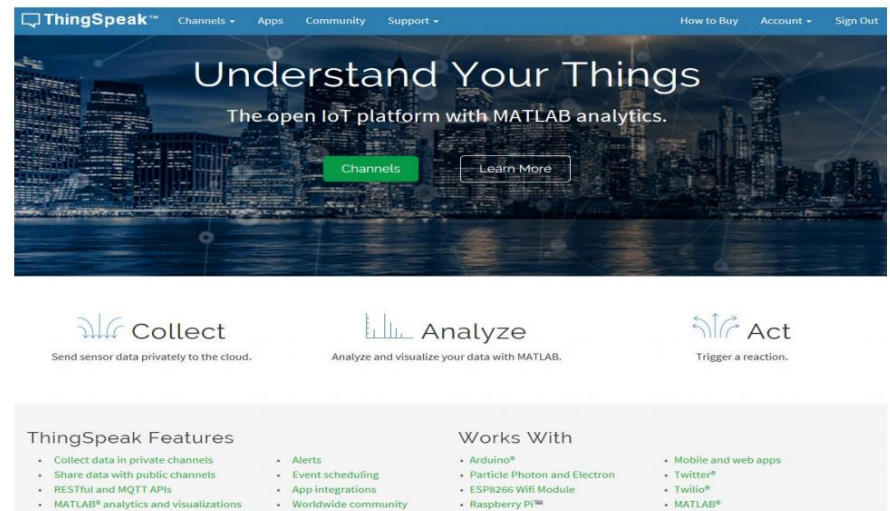 ThingSpeak™ Channels Apps Community Support How to Buy Account Sign Out
Understand Your Things
The open IoT platform with MATLAB analytics.
Channels Learn More
Collect Analyze Act
Send sensor data privately to the cloud. Analyze and visualize your data with MATLAB. Trigger a reaction.
ThingSpeak Features Works With
• Collect data in private channels • Alerts • Arduino® • Mobile and web apps
• Share data with public channels • Event scheduling • Particle Photon and Electron • Twitter®
• RESTful and MQTT APIs • App integrations • ESP8266 Wifi Module • Twilio®
• MATLAB® analytics and visualizations • Worldwide community • Raspberry Pi™ • MATLAB®